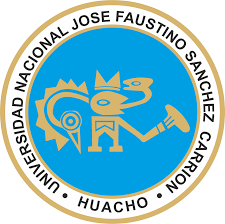 UNIVERSIDAD NACIONAL JOSE FAUSTINO SANCHEZ CARRION
• HUACHO •